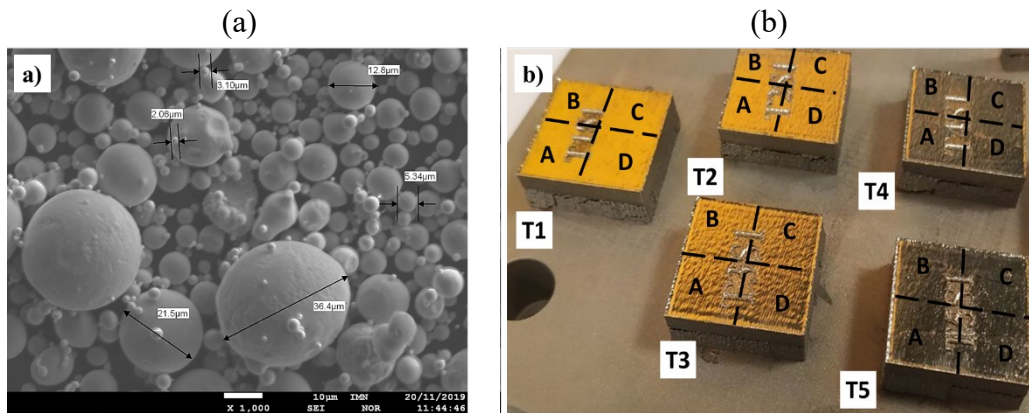 (a) (b)
a)
3.10μm
12.8μm
2.06μm
5.34μm
36.4μm
21.5μm
10μm IMN 20/11/2019
X 1,000 SEI NOR 11:44:46
b)
B C
A D
T1
B C
A D
T2
C
B
A D
T4
B C
A D
T3
B C
A D
T5